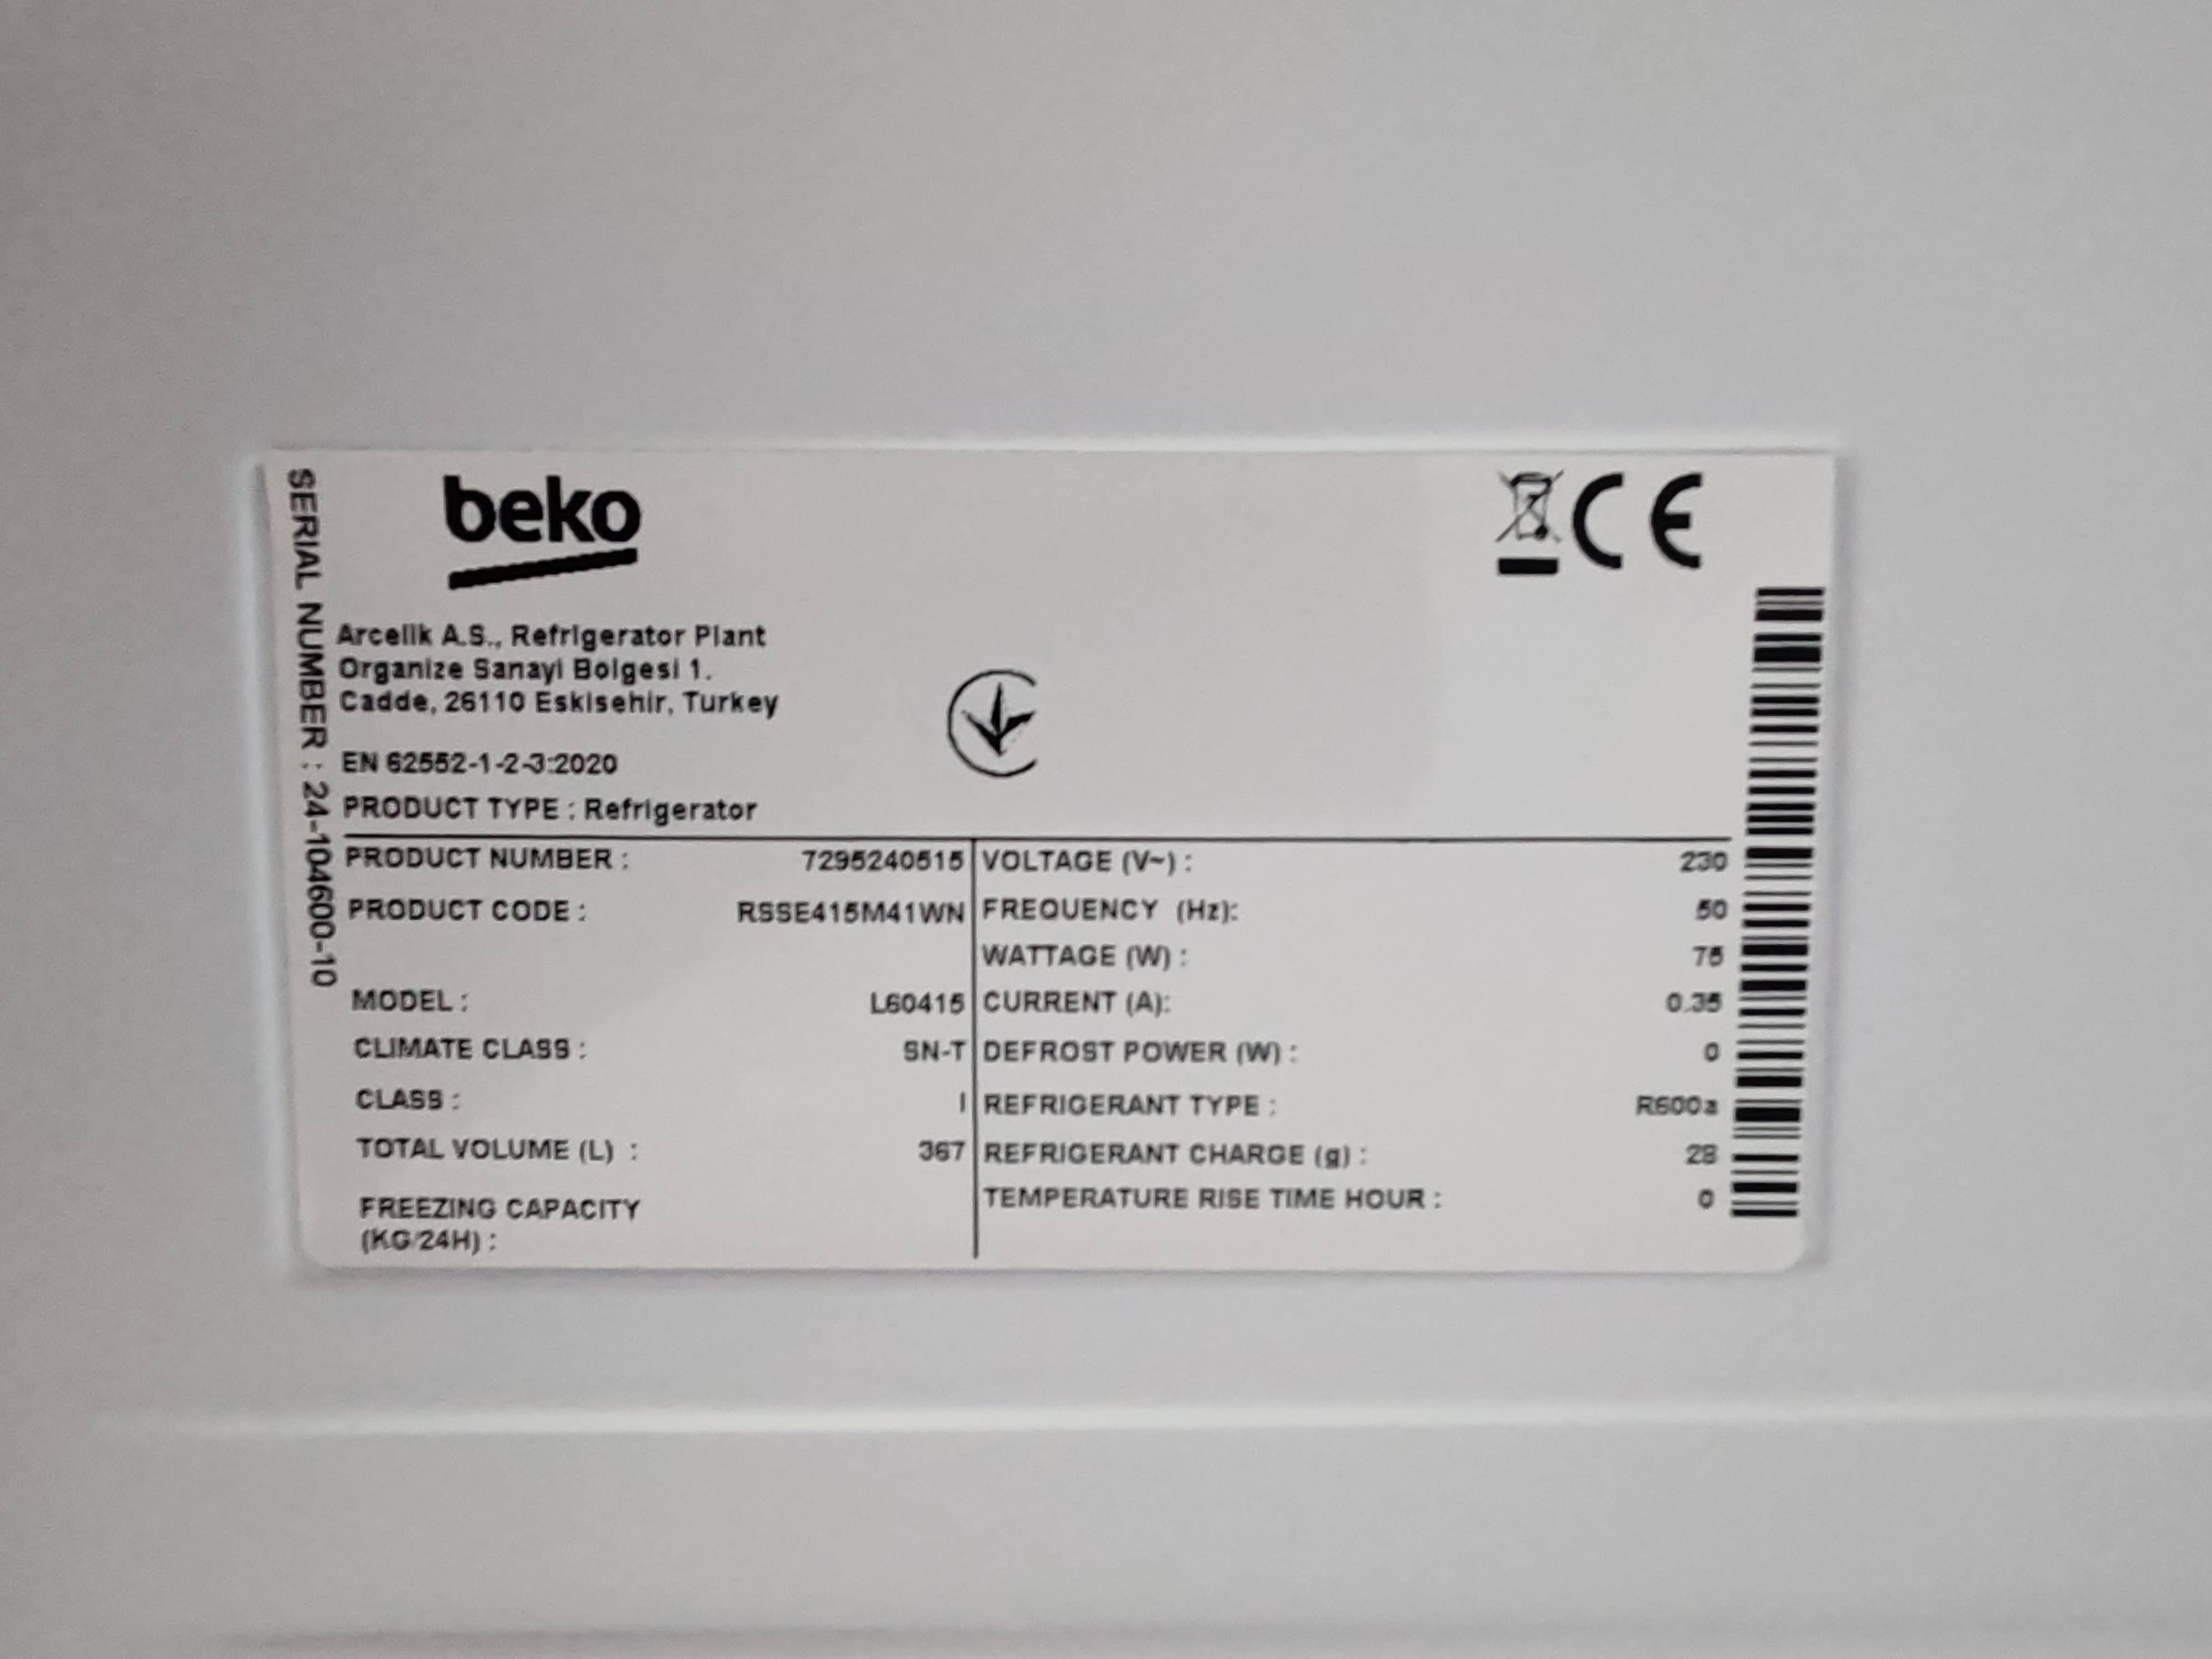 SERIAL NUMBER : 24-104600-10
beko
CE
Arcelik A.S., Refrigerator Plant
Organize Sanayi Bolgesi 1.
Cadde, 26110 Eskisehir, Turkey
EN 62552-1-2-3:2020
PRODUCT TYPE : Refrigerator
PRODUCT NUMBER : 7295240515
PRODUCT CODE : RSSE415M41WN
MODEL : L60415
CLIMATE CLASS : SN-T
CLASS : I
TOTAL VOLUME (L) : 367
FREEZING CAPACITY
(KG/24H) :
VOLTAGE (V~) : 230
FREQUENCY (Hz): 50
WATTAGE (W) : 75
CURRENT (A): 0.35
DEFROST POWER (W) : 0
REFRIGERANT TYPE : R600a
REFRIGERANT CHARGE (g) : 28
TEMPERATURE RISE TIME HOUR : 0